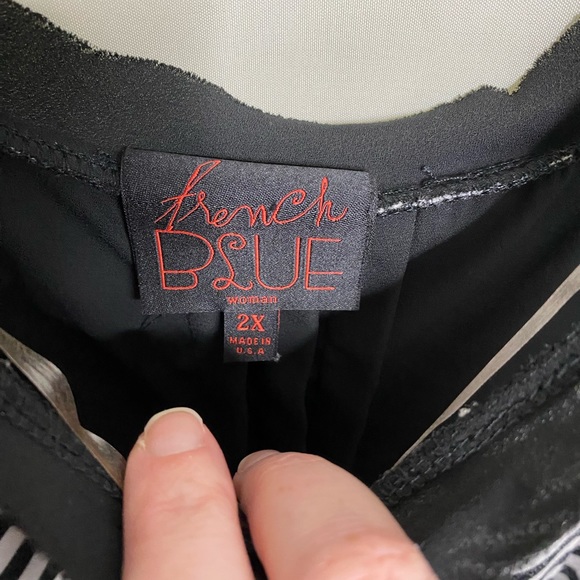 french
BLUE
woman
2X
MADE IN
U.S.A